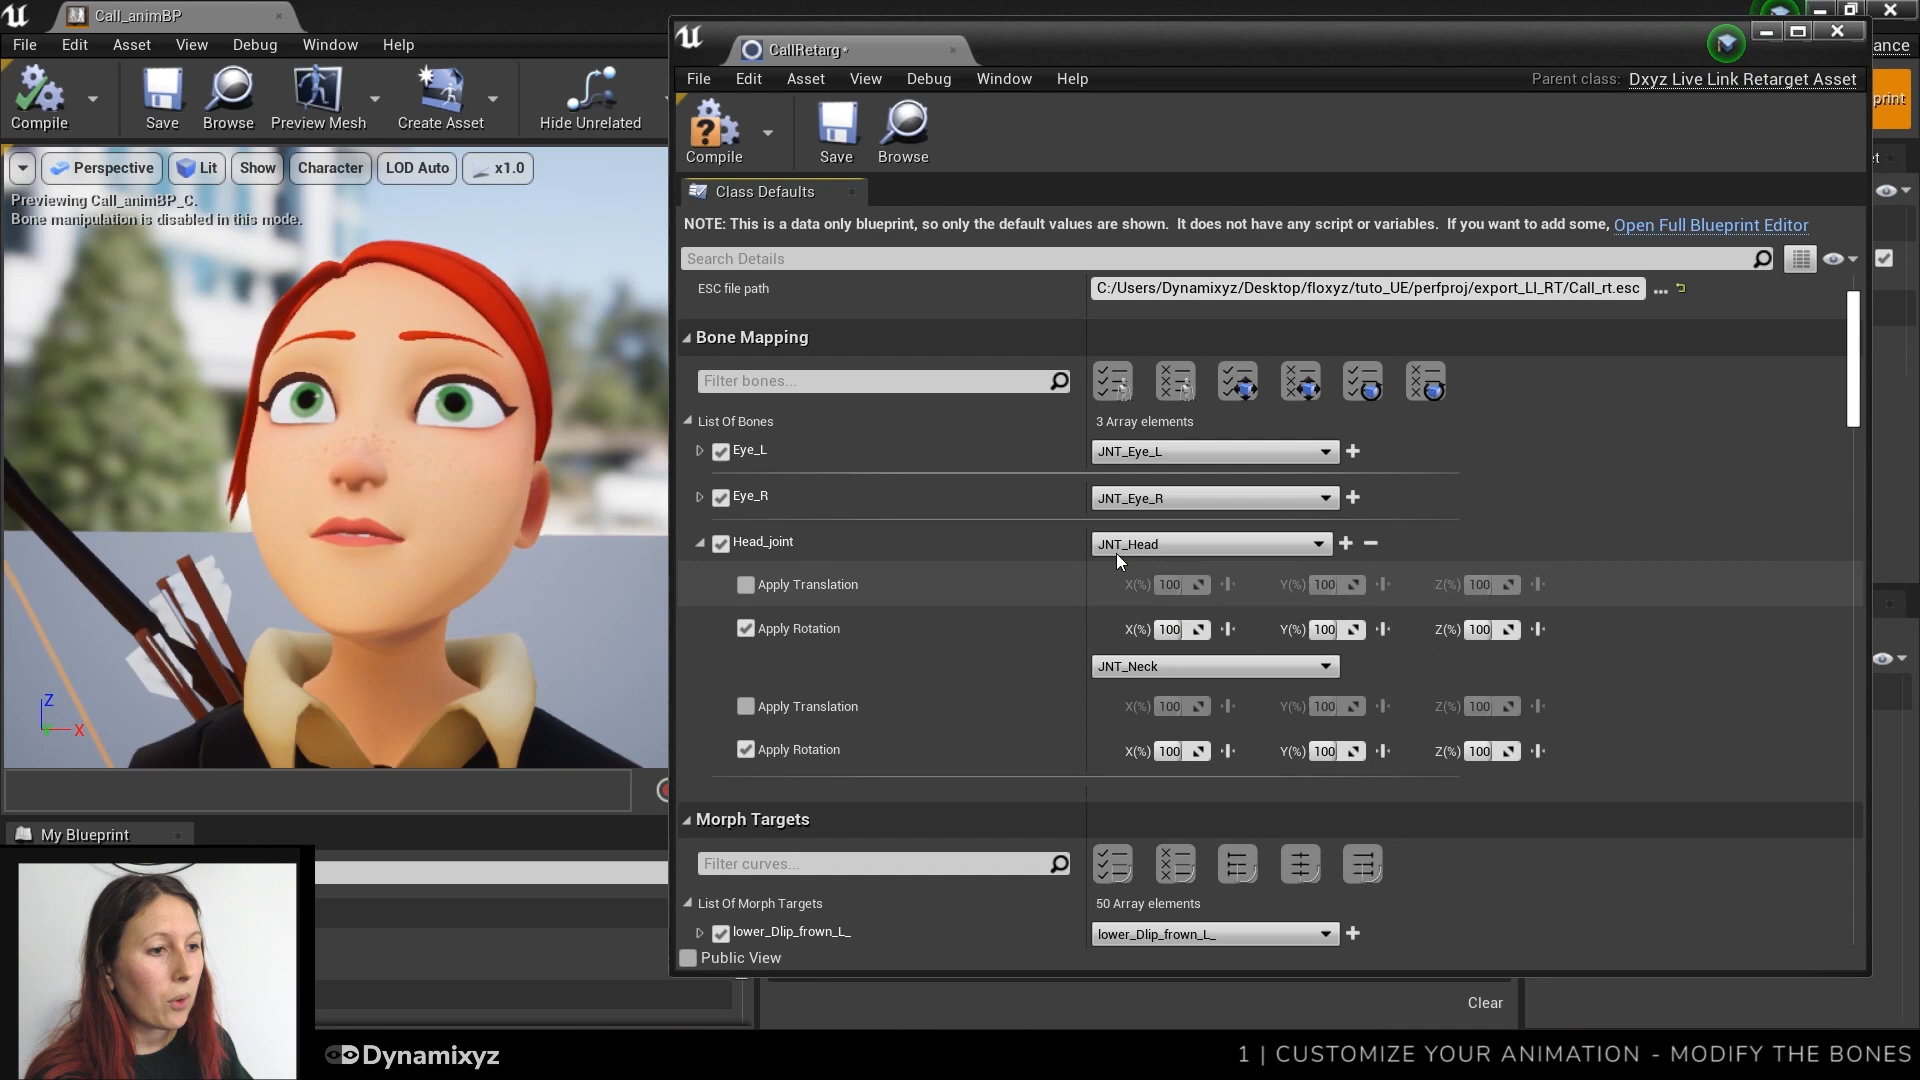 Call_animBP
File Edit Asset View Debug Window Help
Compile Save Browse Preview Mesh Create Asset Hide Unrelated
Perspective Lit Show Character LOD Auto x1.0
Previewing Call_animBP_C.
Bone manipulation is disabled in this mode.
Z
X
My Blueprint
CallRetarg*
File Edit Asset View Debug Window Help
Parent class: Dxyz Live Link Retarget Asset
Compile Save Browse
Class Defaults
NOTE: This is a data only blueprint, so only the default values are shown. It does not have any script or variables. If you want to add some, Open Full Blueprint Editor
Search Details
ESC file path C:/Users/Dynamixyz/Desktop/floxyz/tuto_UE/perfproj/export_LI_RT/Call_rt.esc ...
Bone Mapping
Filter bones...
List Of Bones 3 Array elements
Eye_L JNT_Eye_L
Eye_R JNT_Eye_R
Head_joint JNT_Head
Apply Translation X(%) 100 Y(%) 100 Z(%) 100
Apply Rotation X(%) 100 Y(%) 100 Z(%) 100
JNT_Neck
Apply Translation X(%) 100 Y(%) 100 Z(%) 100
Apply Rotation X(%) 100 Y(%) 100 Z(%) 100
Morph Targets
Filter curves...
List Of Morph Targets 50 Array elements
lower_Dlip_frown_L_ lower_Dlip_frown_L_
Public View
Clear
Dynamixyz
1 | CUSTOMIZE YOUR ANIMATION - MODIFY THE BONES